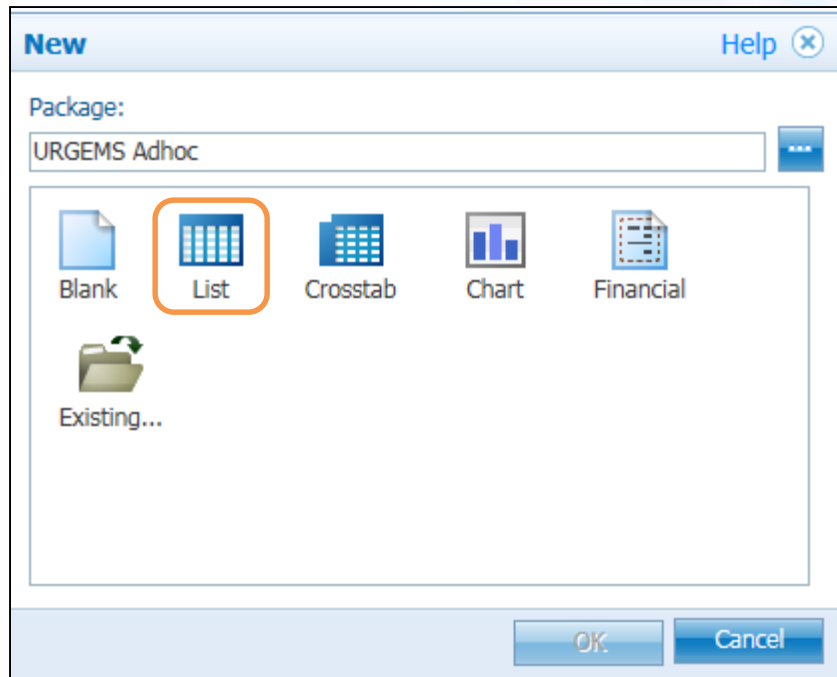 New Help
Package:
URGEMS Adhoc
Blank List Crosstab Chart Financial
Existing...
OK Cancel